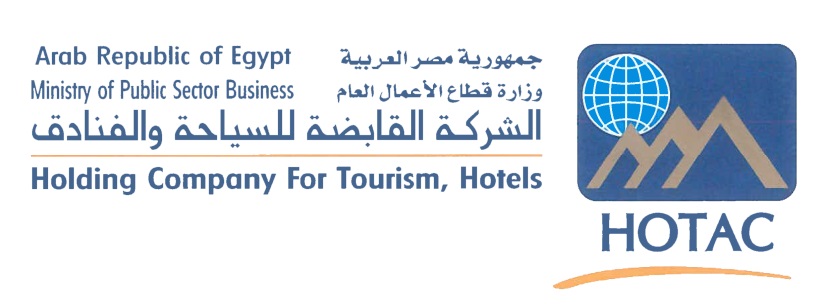 Arab Republic of Egypt جمهورية مصر العربية
Ministry of Public Sector Business وزارة قطاع الأعمال العام
الشركة القابضة للسياحة والفنادق
Holding Company For Tourism, Hotels
HOTAC